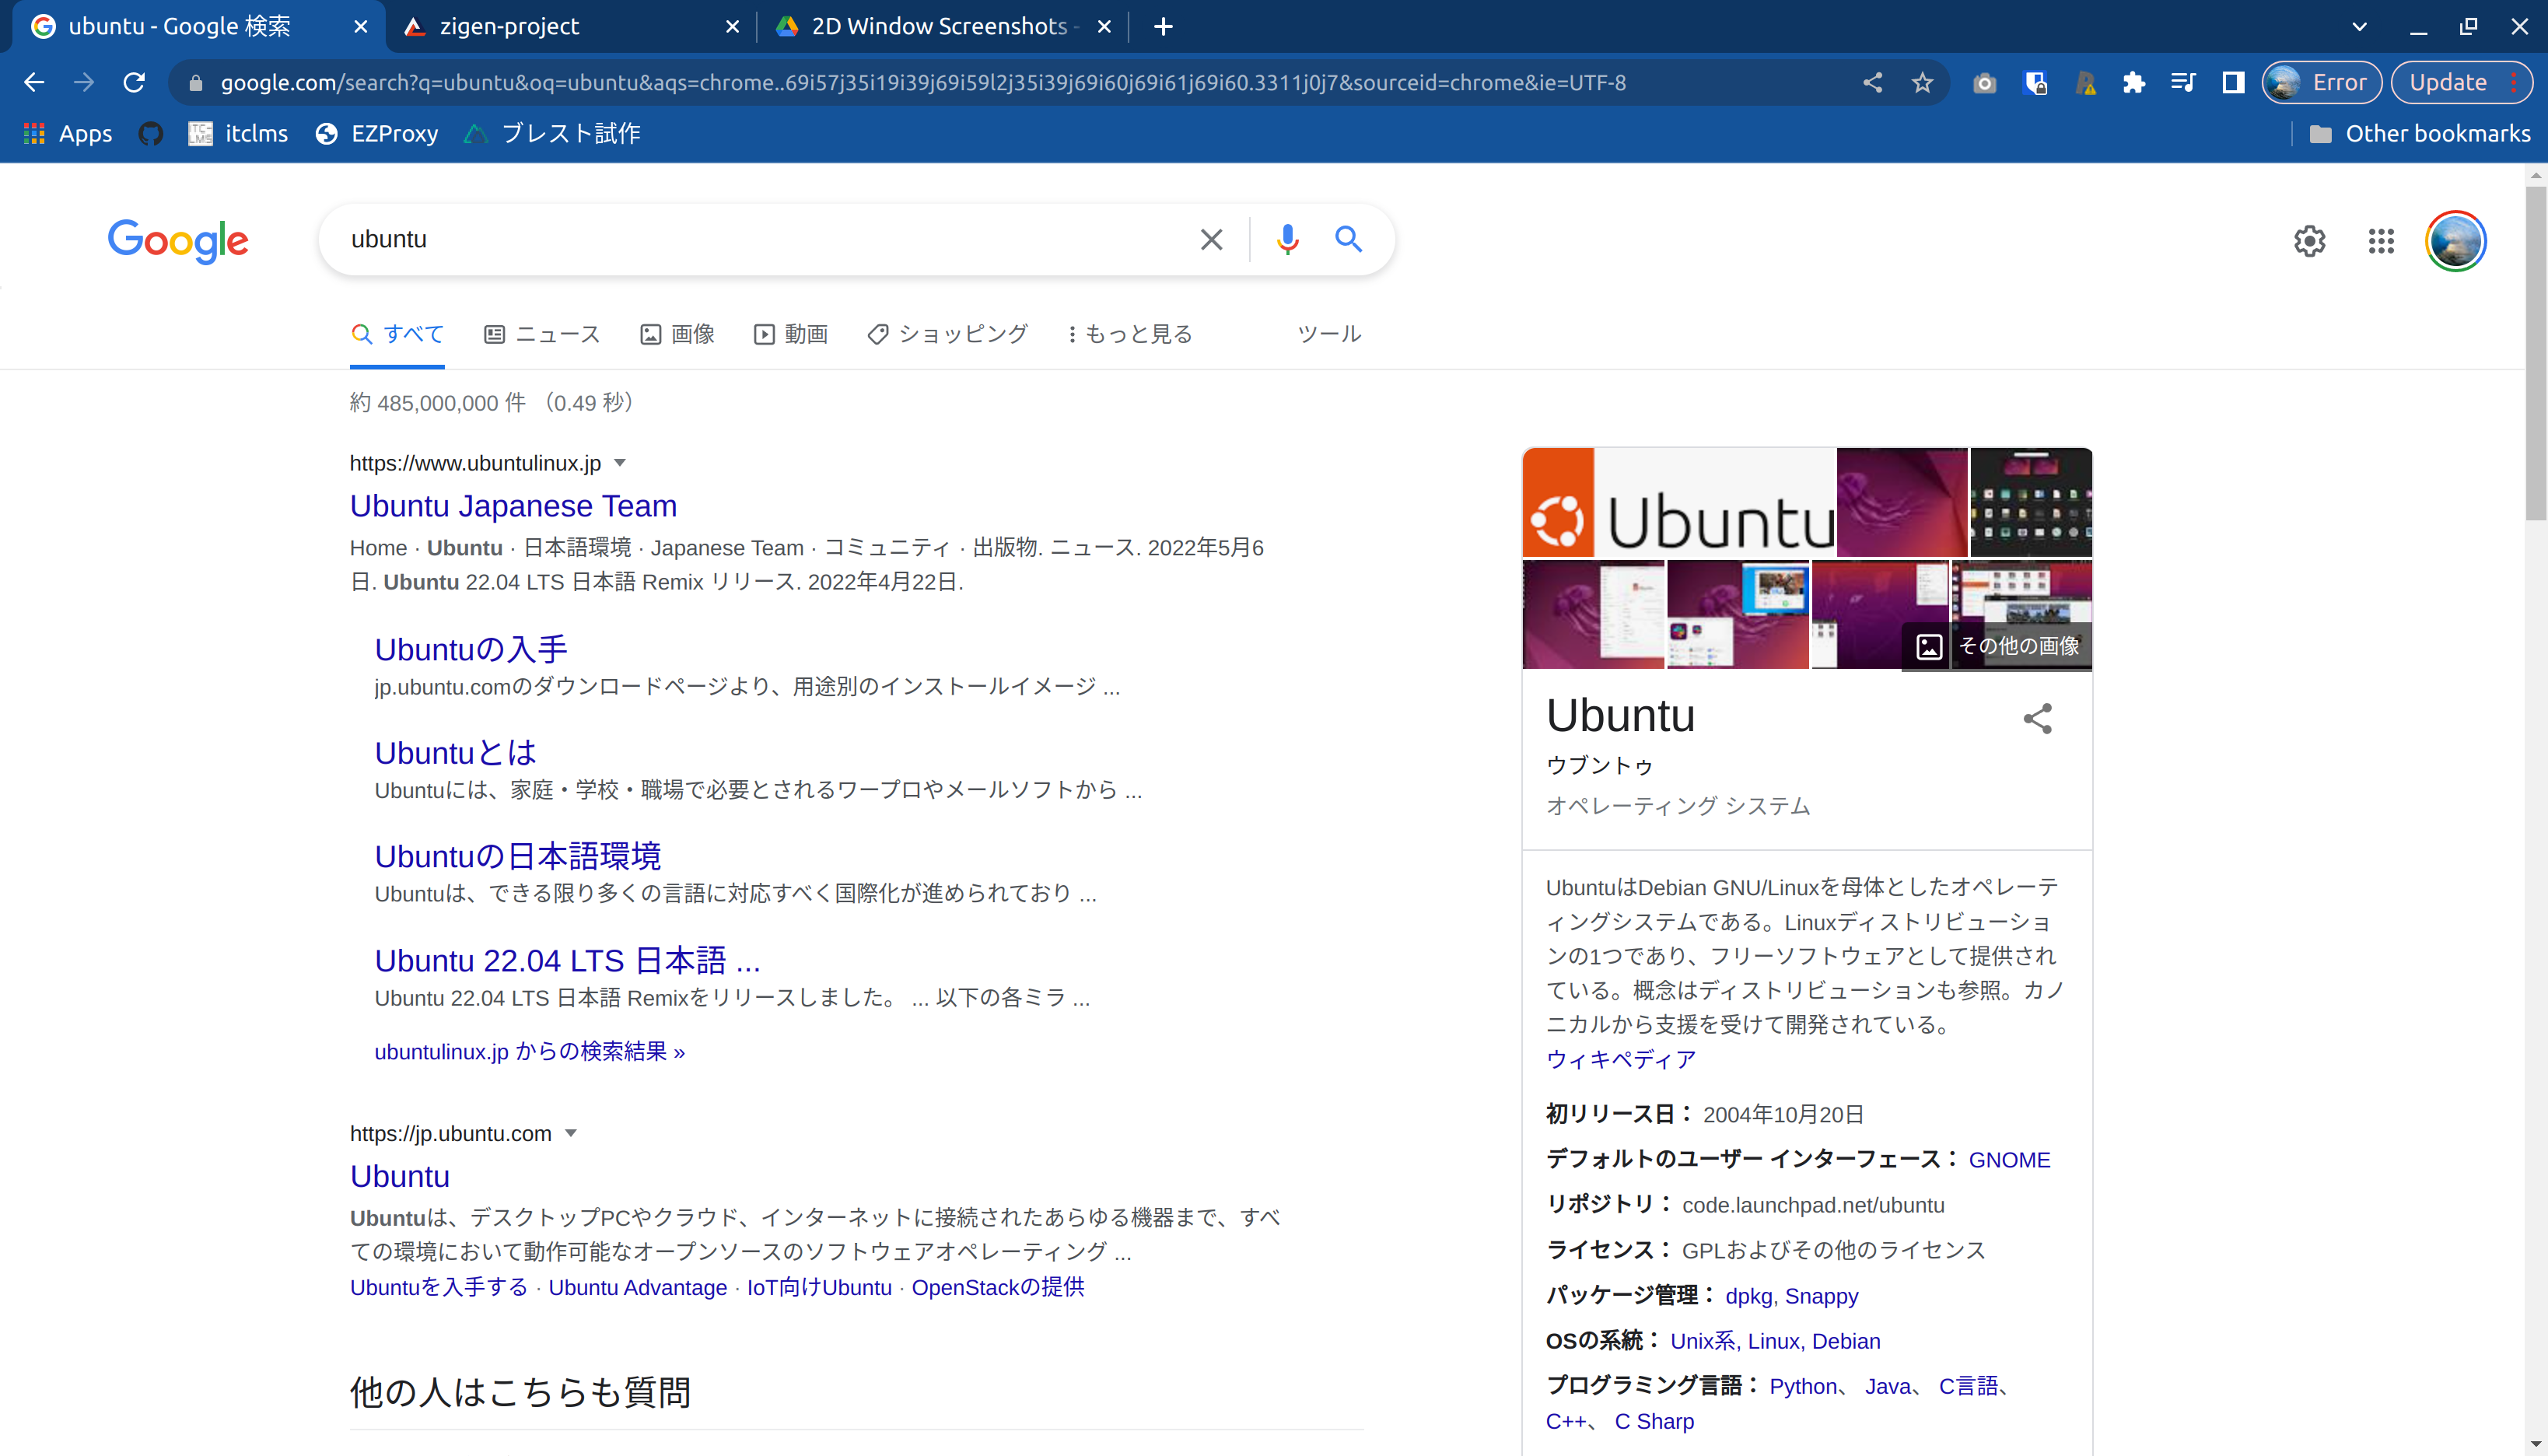 ubuntu - Google 検索
zigen-project
2D Window Screenshots -
google.com/search?q=ubuntu&oq=ubuntu&aqs=chrome..69i57j35i19i39j69i59l2j35i39j69i60j69i61j69i60.3311j0j7&sourceid=chrome&ie=UTF-8
Error
Update
Apps
itclms
EZProxy
ブレスト試作
Other bookmarks
Google
ubuntu
すべて
ニュース
画像
動画
ショッピング
もっと見る
ツール
約 485,000,000 件 （0.49 秒）
https://www.ubuntulinux.jp
Ubuntu Japanese Team
Home · Ubuntu · 日本語環境 · Japanese Team · コミュニティ · 出版物. ニュース. 2022年5月6
日. Ubuntu 22.04 LTS 日本語 Remix リリース. 2022年4月22日.
Ubuntuの入手
jp.ubuntu.comのダウンロードページより、用途別のインストールイメージ ...
Ubuntuとは
Ubuntuには、家庭・学校・職場で必要とされるワープロやメールソフトから ...
Ubuntuの日本語環境
Ubuntuは、できる限り多くの言語に対応すべく国際化が進められており ...
Ubuntu 22.04 LTS 日本語 ...
Ubuntu 22.04 LTS 日本語 Remixをリリースしました。 ... 以下の各ミラ ...
ubuntulinux.jp からの検索結果 »
https://jp.ubuntu.com
Ubuntu
Ubuntuは、デスクトップPCやクラウド、インターネットに接続されたあらゆる機器まで、すべ
ての環境において動作可能なオープンソースのソフトウェアオペレーティング ...
Ubuntuを入手する · Ubuntu Advantage · IoT向けUbuntu · OpenStackの提供
他の人はこちらも質問
Ubuntu
その他の画像
Ubuntu
ウブントゥ
オペレーティング システム
UbuntuはDebian GNU/Linuxを母体としたオペレーテ
ィングシステムである。Linuxディストリビューショ
ンの1つであり、フリーソフトウェアとして提供され
ている。概念はディストリビューションも参照。カノ
ニカルから支援を受けて開発されている。
ウィキペディア
初リリース日： 2004年10月20日
デフォルトのユーザー インターフェース： GNOME
リポジトリ： code.launchpad.net/ubuntu
ライセンス： GPLおよびその他のライセンス
パッケージ管理： dpkg, Snappy
OSの系統： Unix系, Linux, Debian
プログラミング言語： Python、 Java、 C言語、
C++、 C Sharp